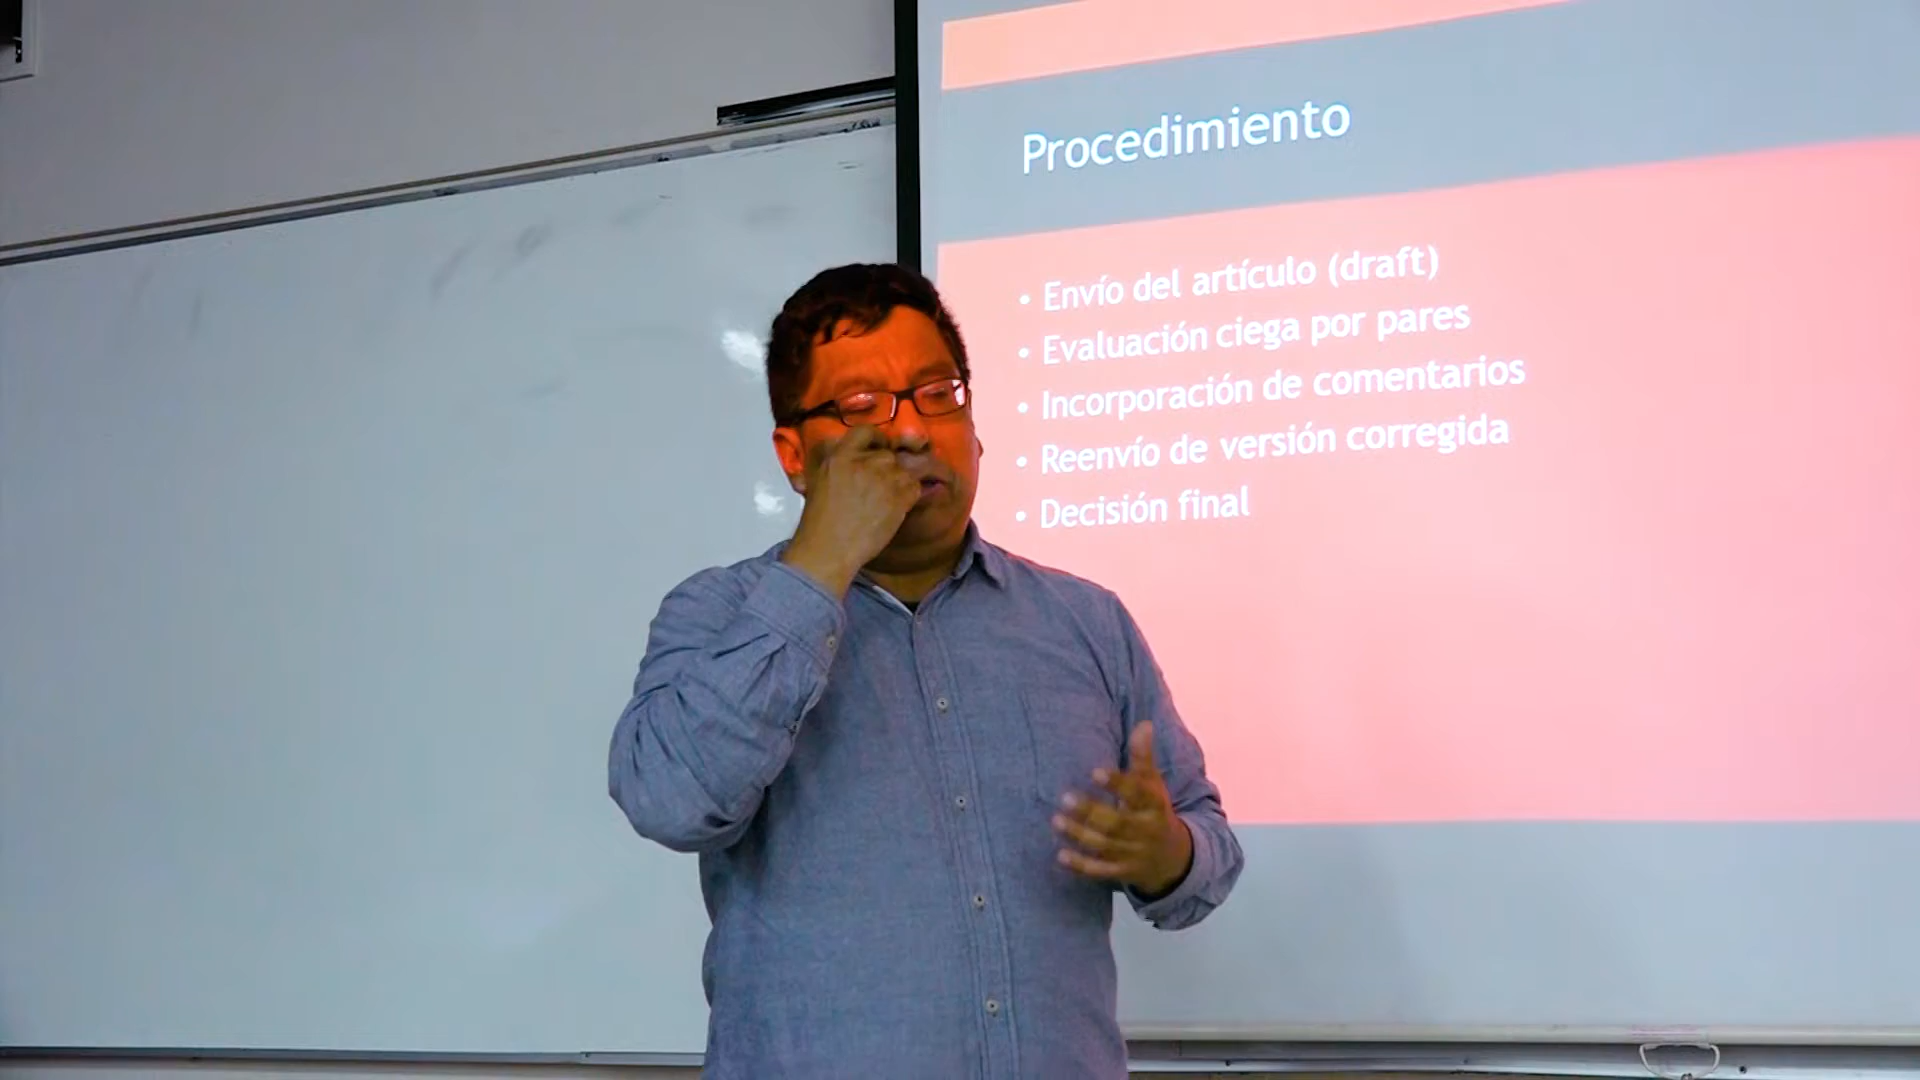 Procedimiento
• Envío del artículo (draft)
• Evaluación ciega por pares
• Incorporación de comentarios
• Reenvío de versión corregida
• Decisión final